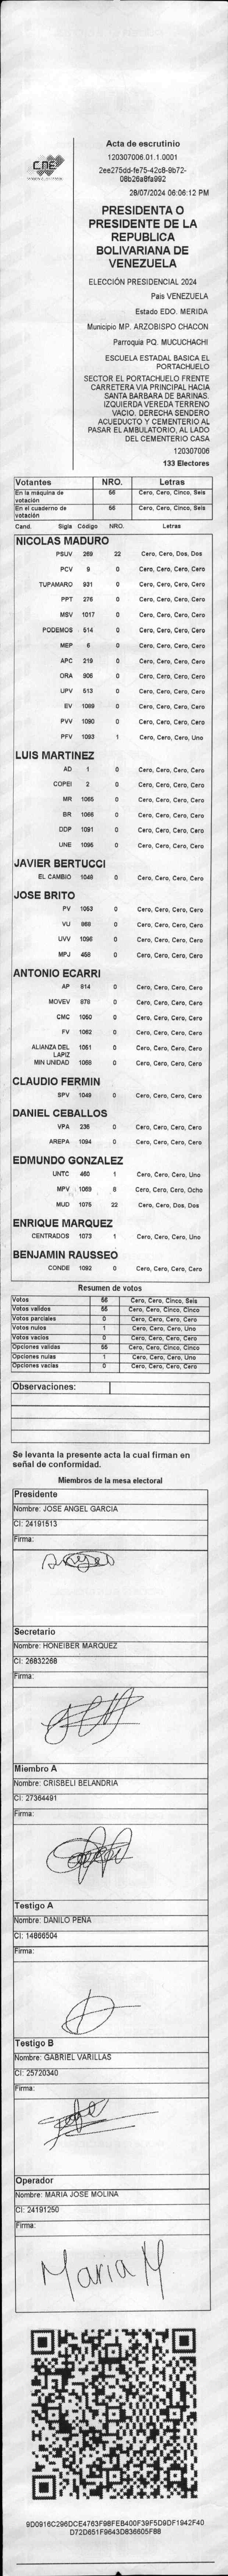 CNE
Acta de escrutinio
120307006.01.1.0001
2ee275dd-fe75-42c8-9b72-
08b26a8fa992
28/07/2024 06:06:12 PM
PRESIDENTA O
PRESIDENTE DE LA
REPUBLICA
BOLIVARIANA DE
VENEZUELA
ELECCIÓN PRESIDENCIAL 2024
País VENEZUELA
Estado EDO. MERIDA
Municipio MP. ARZOBISPO CHACON
Parroquia PQ. MUCUCHACHI
ESCUELA ESTADAL BASICA EL
PORTACHUELO
SECTOR EL PORTACHUELO FRENTE
CARRETERA VIA PRINCIPAL HACIA
SANTA BARBARA DE BARINAS.
IZQUIERDA VEREDA TERRENO
VACIO. DERECHA SENDERO
ACUEDUCTO Y CEMENTERIO AL
PASAR EL AMBULATORIO, AL LADO
DEL CEMENTERIO CASA
120307006
133 Electores
Votantes NRO. Letras
En la máquina de votación 56 Cero, Cero, Cinco, Seis
En el cuaderno de votación 56 Cero, Cero, Cinco, Seis
Cand. Sigla Código NRO. Letras
NICOLAS MADURO
PSUV 269 22 Cero, Cero, Dos, Dos
PCV 9 0 Cero, Cero, Cero, Cero
TUPAMARO 931 0 Cero, Cero, Cero, Cero
PPT 276 0 Cero, Cero, Cero, Cero
MSV 1017 0 Cero, Cero, Cero, Cero
PODEMOS 514 0 Cero, Cero, Cero, Cero
MEP 6 0 Cero, Cero, Cero, Cero
APC 219 0 Cero, Cero, Cero, Cero
ORA 906 0 Cero, Cero, Cero, Cero
UPV 513 0 Cero, Cero, Cero, Cero
EV 1089 0 Cero, Cero, Cero, Cero
PVV 1090 0 Cero, Cero, Cero, Cero
PFV 1093 1 Cero, Cero, Cero, Uno
LUIS MARTINEZ
AD 1 0 Cero, Cero, Cero, Cero
COPEI 2 0 Cero, Cero, Cero, Cero
MR 1065 0 Cero, Cero, Cero, Cero
BR 1066 0 Cero, Cero, Cero, Cero
DDP 1091 0 Cero, Cero, Cero, Cero
UNE 1095 0 Cero, Cero, Cero, Cero
JAVIER BERTUCCI
EL CAMBIO 1048 0 Cero, Cero, Cero, Cero
JOSE BRITO
PV 1053 0 Cero, Cero, Cero, Cero
VU 968 0 Cero, Cero, Cero, Cero
UVV 1096 0 Cero, Cero, Cero, Cero
MPJ 458 0 Cero, Cero, Cero, Cero
ANTONIO ECARRI
AP 814 0 Cero, Cero, Cero, Cero
MOVEV 878 0 Cero, Cero, Cero, Cero
CMC 1050 0 Cero, Cero, Cero, Cero
FV 1062 0 Cero, Cero, Cero, Cero
ALIANZA DEL LAPIZ 1051 0 Cero, Cero, Cero, Cero
MIN UNIDAD 1068 0 Cero, Cero, Cero, Cero
CLAUDIO FERMIN
SPV 1049 0 Cero, Cero, Cero, Cero
DANIEL CEBALLOS
VPA 236 0 Cero, Cero, Cero, Cero
AREPA 1094 0 Cero, Cero, Cero, Cero
EDMUNDO GONZALEZ
UNTC 460 1 Cero, Cero, Cero, Uno
MPV 1069 8 Cero, Cero, Cero, Ocho
MUD 1075 22 Cero, Cero, Dos, Dos
ENRIQUE MARQUEZ
CENTRADOS 1073 1 Cero, Cero, Cero, Uno
BENJAMIN RAUSSEO
CONDE 1092 0 Cero, Cero, Cero, Cero
Resumen de votos
Votos 56 Cero, Cero, Cinco, Seis
Votos validos 55 Cero, Cero, Cinco, Cinco
Votos parciales 0 Cero, Cero, Cero, Cero
Votos nulos 1 Cero, Cero, Cero, Uno
Votos vacios 0 Cero, Cero, Cero, Cero
Opciones validas 55 Cero, Cero, Cinco, Cinco
Opciones nulas 1 Cero, Cero, Cero, Uno
Opciones vacias 0 Cero, Cero, Cero, Cero
Observaciones:
Se levanta la presente acta la cual firman en
señal de conformidad.
Miembros de la mesa electoral
Presidente
Nombre: JOSE ANGEL GARCIA
CI: 24191513
Firma:
Secretario
Nombre: HONEIBER MARQUEZ
CI: 26832268
Firma:
Miembro A
Nombre: CRISBELI BELANDRIA
CI: 27364491
Firma:
Testigo A
Nombre: DANILO PEÑA
CI: 14866504
Firma:
Testigo B
Nombre: GABRIEL VARILLAS
CI: 25720340
Firma:
Operador
Nombre: MARIA JOSE MOLINA
CI: 24191250
Firma:
Maria M
9D0916C296DCE4763F98FEB400F39F5D9DF1942F40
D72D651F9643D836605F88